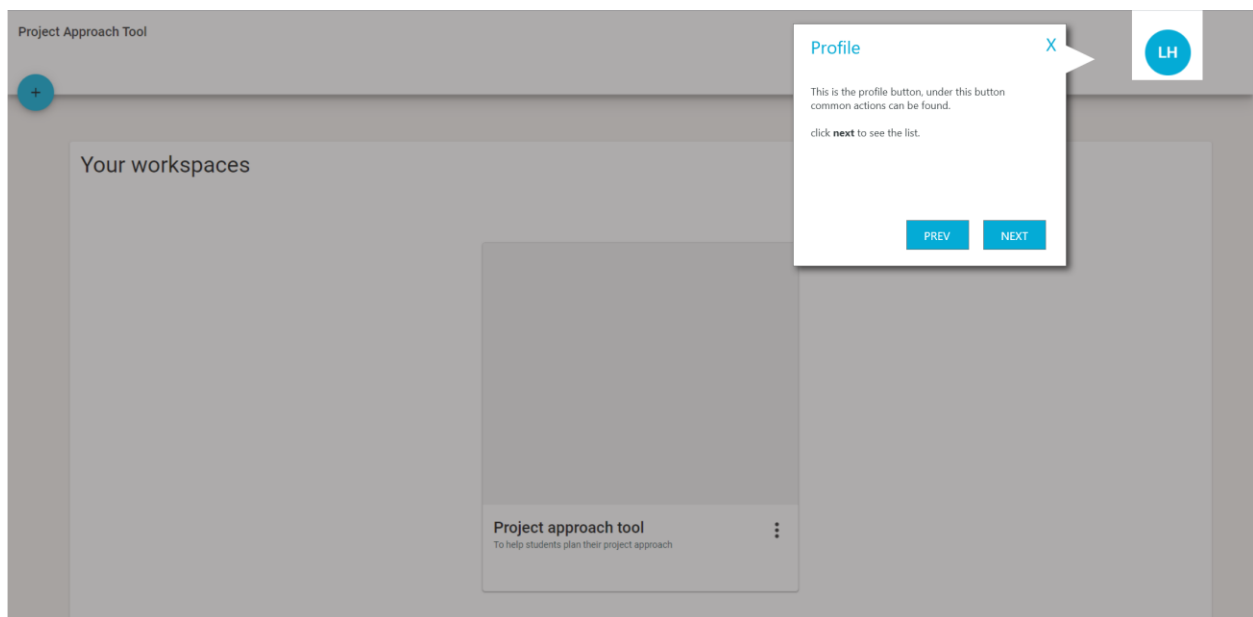 Project Approach Tool
+
Profile
X
LH
This is the profile button, under this button
common actions can be found.
click next to see the list.
PREV
NEXT
Your workspaces
Project approach tool
To help students plan their project approach